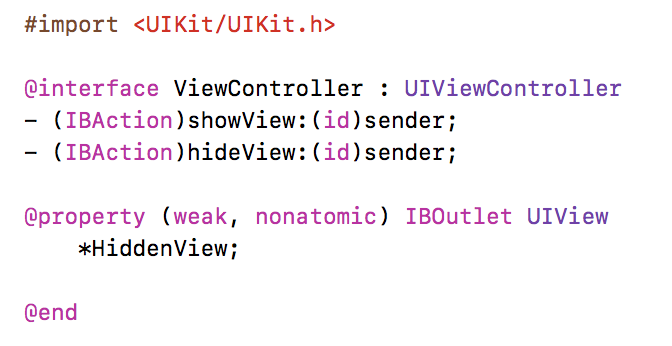 #import <UIKit/UIKit.h>
@interface ViewController : UIViewController
- (IBAction)showView:(id)sender;
- (IBAction)hideView:(id)sender;
@property (weak, nonatomic) IBOutlet UIView
*HiddenView;
@end